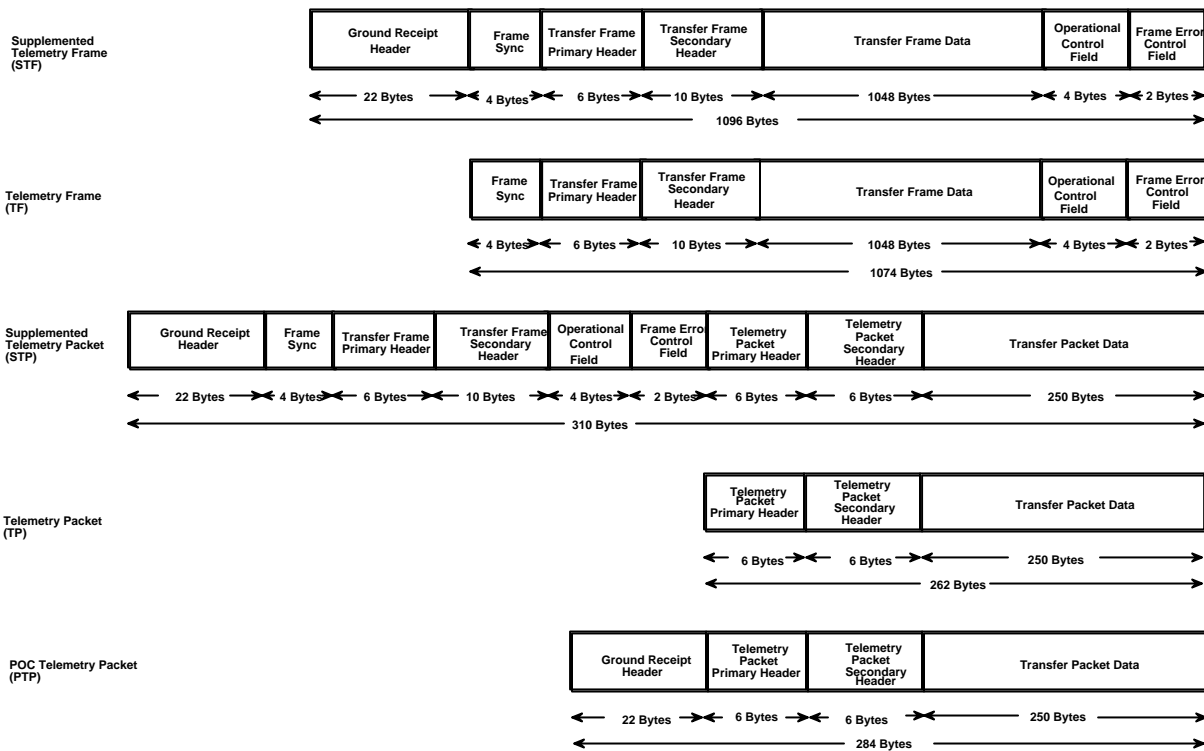 Supplemented
Telemetry Frame
(STF)
Ground Receipt
Header
Frame
Sync
Transfer Frame
Primary Header
Transfer Frame
Secondary
Header
Transfer Frame Data
Operational
Control
Field
Frame Error
Control
Field
22 Bytes
4 Bytes
6 Bytes
10 Bytes
1048 Bytes
4 Bytes
2 Bytes
1096 Bytes
Telemetry Frame
(TF)
Frame
Sync
Transfer Frame
Primary Header
Transfer Frame
Secondary
Header
Transfer Frame Data
Operational
Control
Field
Frame Error
Control
Field
4 Bytes
6 Bytes
10 Bytes
1048 Bytes
4 Bytes
2 Bytes
1074 Bytes
Supplemented
Telemetry Packet
(STP)
Ground Receipt
Header
Frame
Sync
Transfer Frame
Primary Header
Transfer Frame
Secondary
Header
Operational
Control
Field
Frame Error
Control
Field
Telemetry
Packet
Primary Header
Telemetry
Packet
Secondary
Header
Transfer Packet Data
22 Bytes
4 Bytes
6 Bytes
10 Bytes
4 Bytes
2 Bytes
6 Bytes
6 Bytes
250 Bytes
310 Bytes
Telemetry Packet
(TP)
Telemetry
Packet
Primary Header
Telemetry
Packet
Secondary
Header
Transfer Packet Data
6 Bytes
6 Bytes
250 Bytes
262 Bytes
POC Telemetry Packet
(PTP)
Ground Receipt
Header
Telemetry
Packet
Primary Header
Telemetry
Packet
Secondary
Header
Transfer Packet Data
22 Bytes
6 Bytes
6 Bytes
250 Bytes
284 Bytes